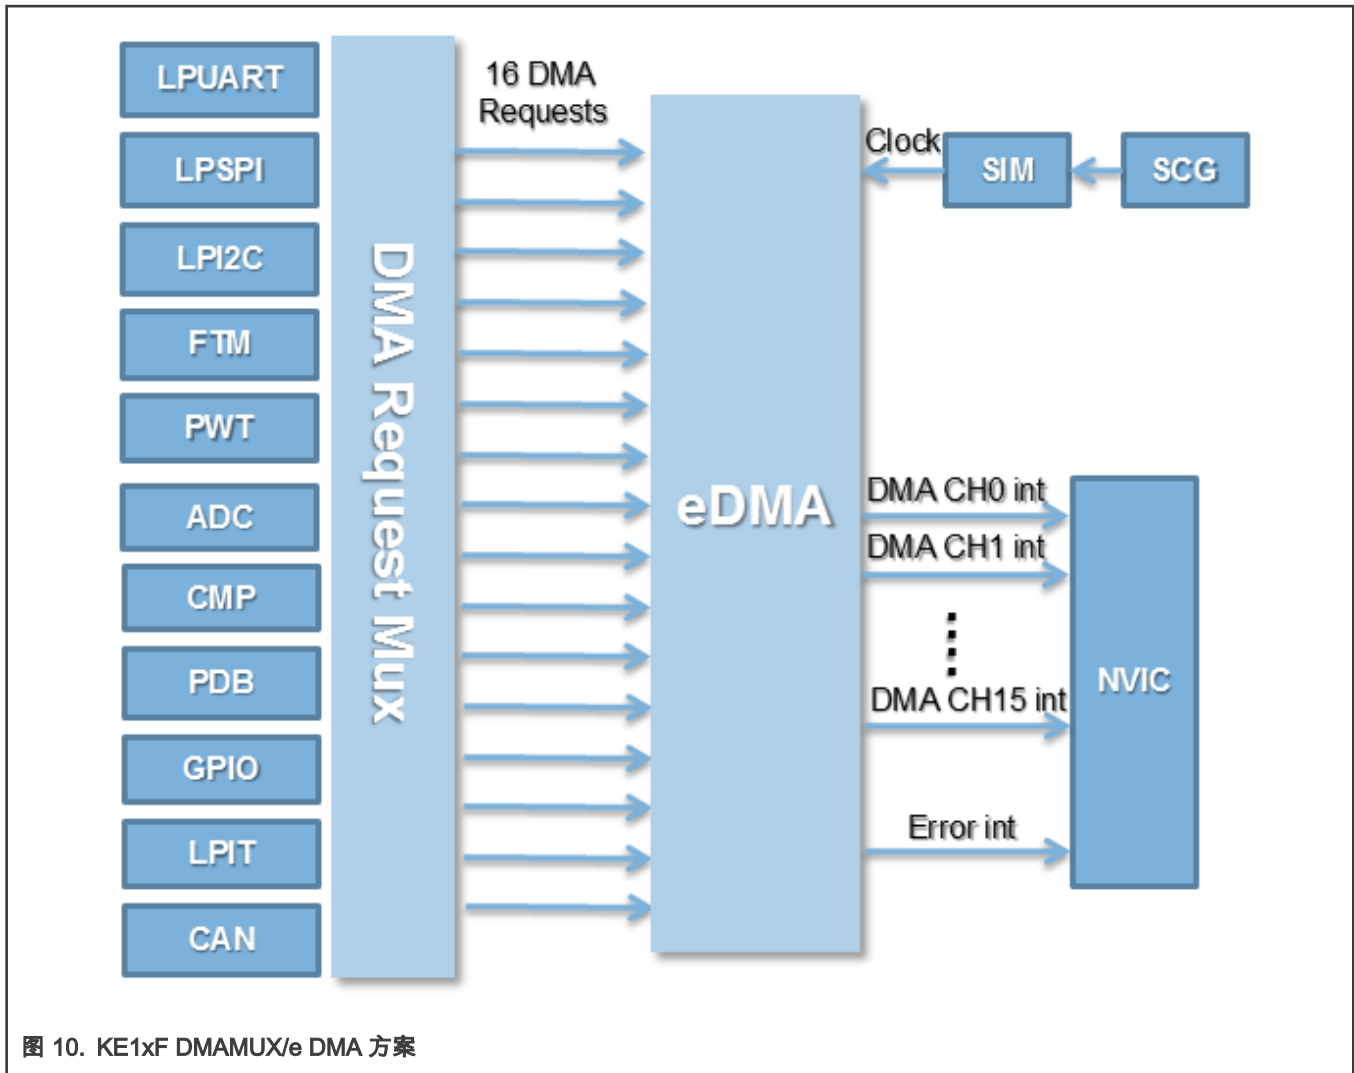 LPUART
LPSPI
LPI2C
FTM
PWT
ADC
CMP
PDB
GPIO
LPIT
CAN
DMA Request Mux
16 DMA
Requests
eDMA
Clock
SIM
SCG
DMA CH0 int
DMA CH1 int
DMA CH15 int
Error int
NVIC
图 10. KE1xF DMAMUX/e DMA 方案